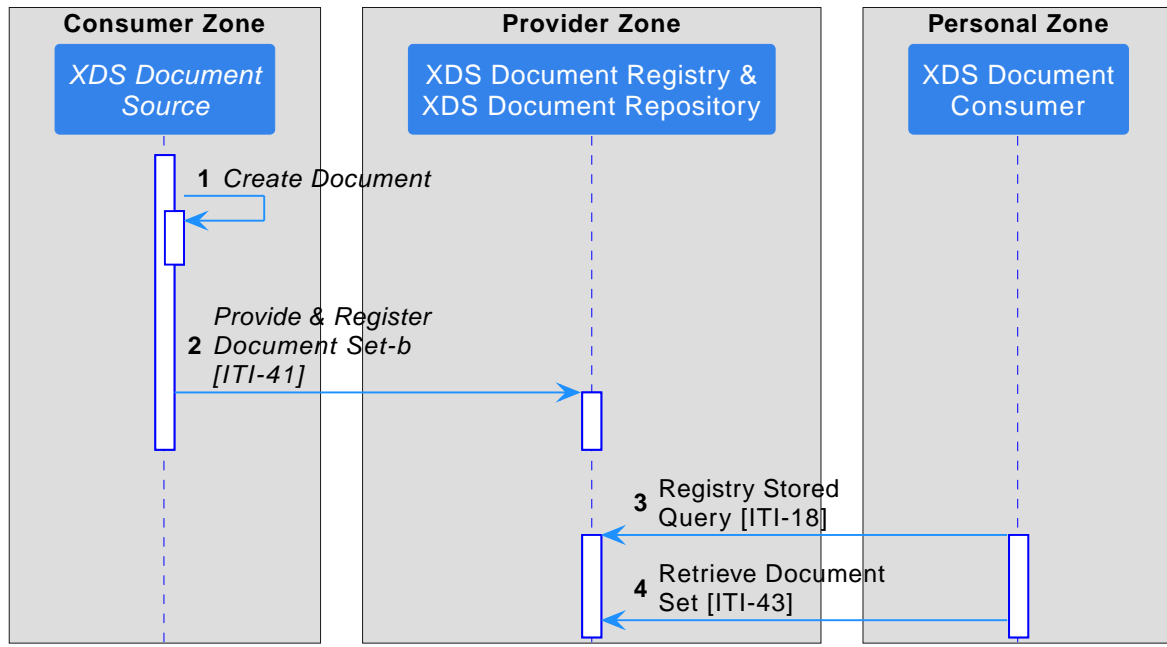 Consumer Zone
Provider Zone
Personal Zone
XDS Document
Source
XDS Document Registry &
XDS Document Repository
XDS Document
Consumer
1 Create Document
Provide & Register
2 Document Set-b
[ITI-41]
3 Registry Stored
Query [ITI-18]
4 Retrieve Document
Set [ITI-43]